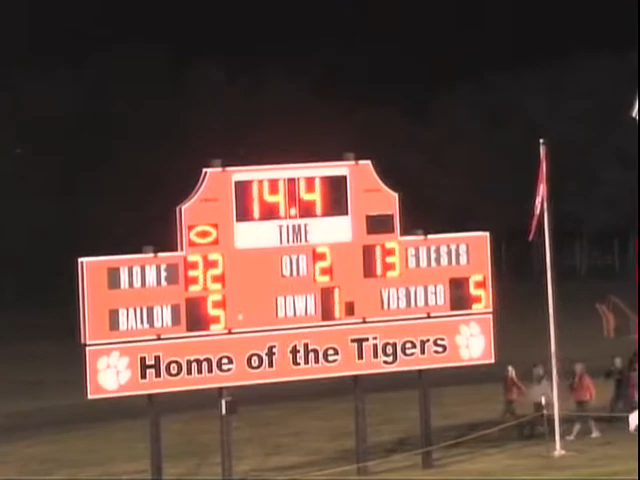 14.4
TIME
HOME 32 QTR 2 13 GUESTS
BALL ON 5 DOWN 1 YDS TO GO 5
Home of the Tigers